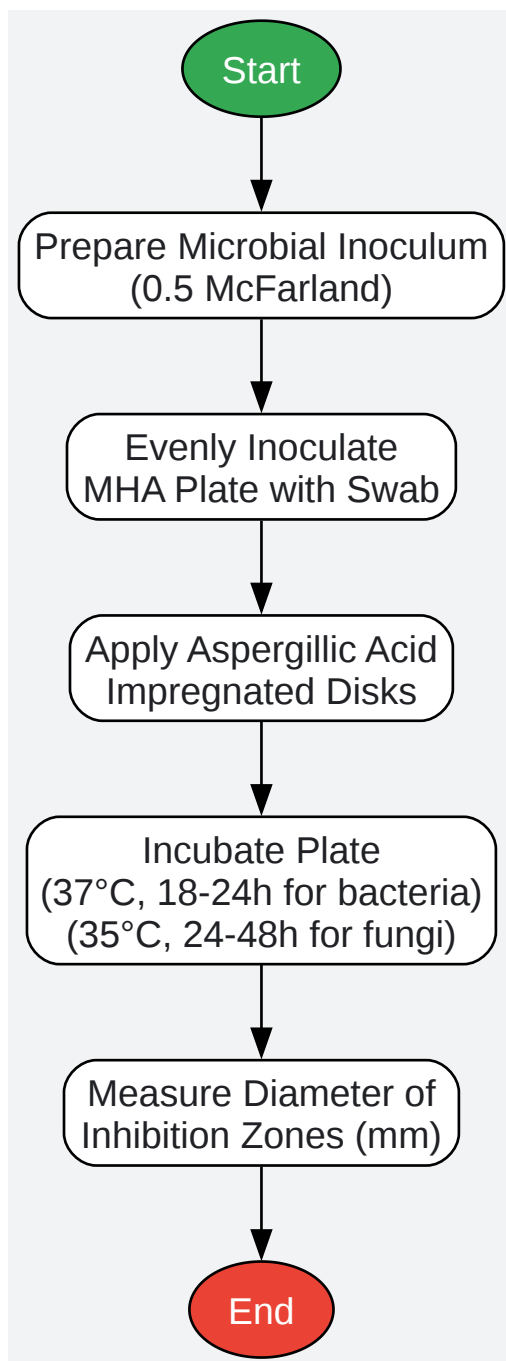 Start
Prepare Microbial Inoculum
(0.5 McFarland)
Evenly Inoculate
MHA Plate with Swab
Apply Aspergillic Acid
Impregnated Disks
Incubate Plate
(37°C, 18-24h for bacteria)
(35°C, 24-48h for fungi)
Measure Diameter of
Inhibition Zones (mm)
End